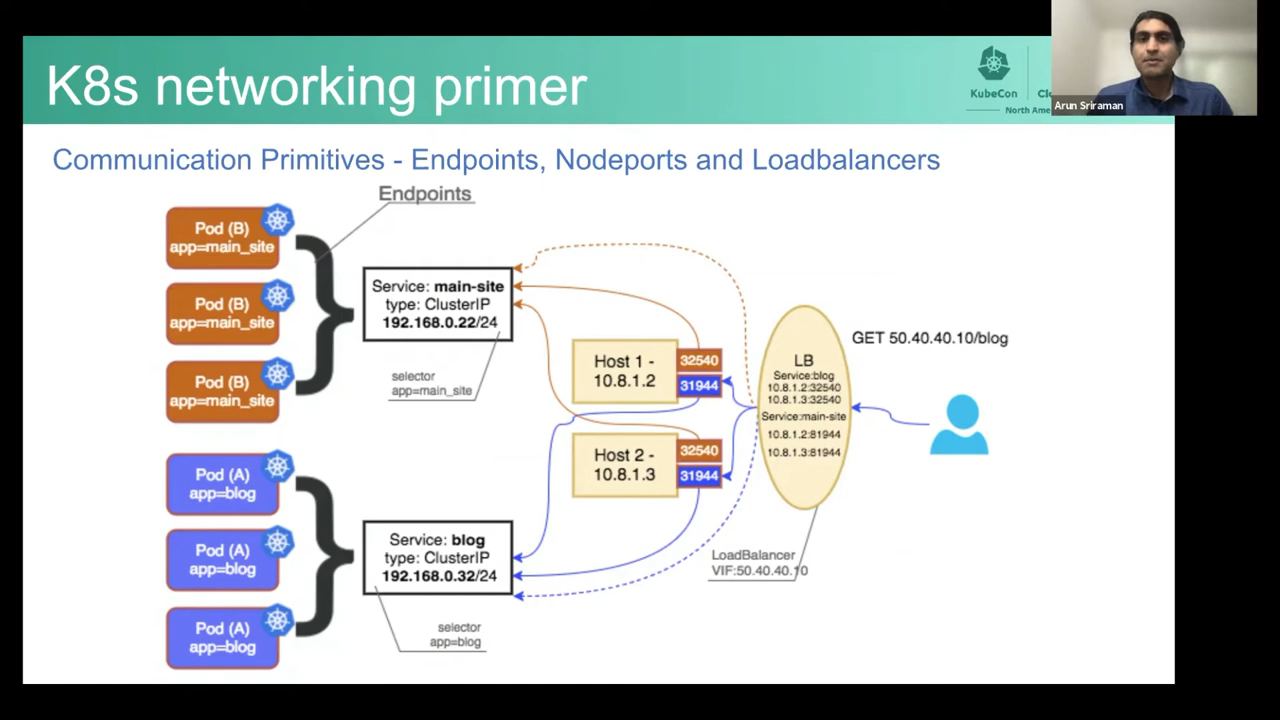 K8s networking primer
KubeCon
North Ame
Arun Sriraman
Communication Primitives - Endpoints, Nodeports and Loadbalancers
Endpoints
Pod (B)
app=main_site
Pod (B)
app=main_site
Pod (B)
app=main_site
Service: main-site
type: ClusterIP
192.168.0.22/24
selector
app=main_site
Host 1 -
10.8.1.2
32540
31944
Host 2 -
10.8.1.3
32540
31944
LB
Service:blog
10.8.1.2:32540
10.8.1.3:32540
Service:main-site
10.8.1.2:81944
10.8.1.3:81944
GET 50.40.40.10/blog
LoadBalancer
VIF:50.40.40.10
Pod (A)
app=blog
Pod (A)
app=blog
Pod (A)
app=blog
Service: blog
type: ClusterIP
192.168.0.32/24
selector
app=blog